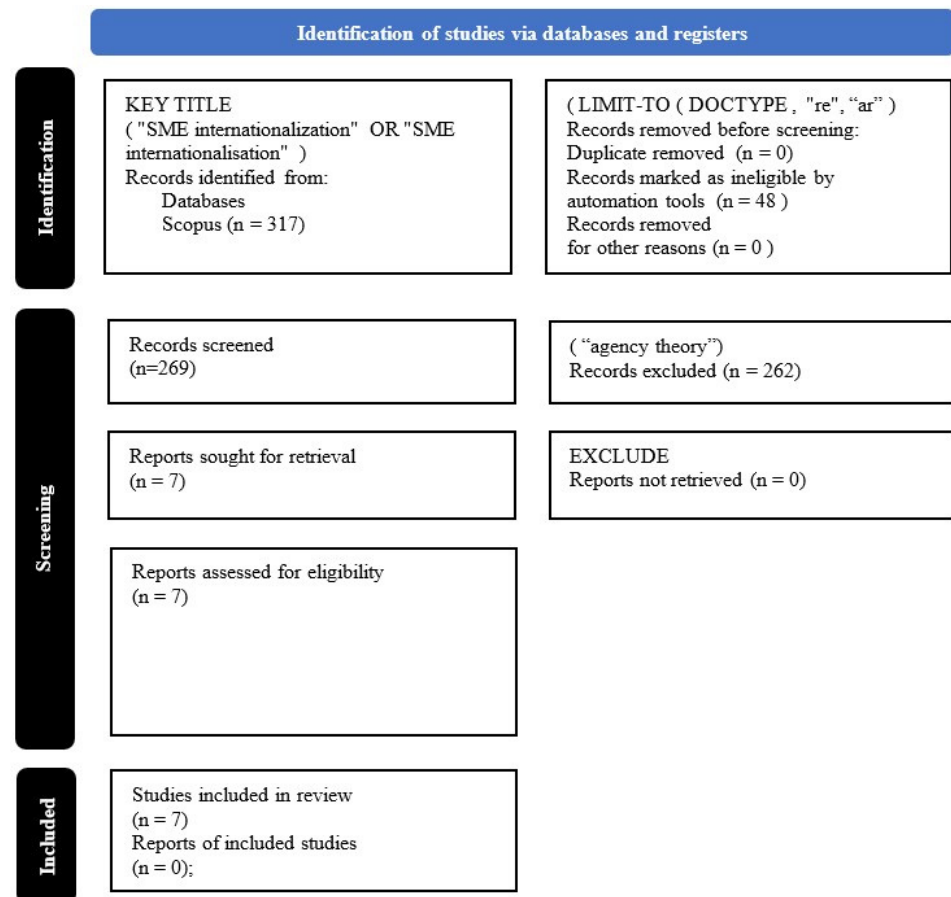 Identification of studies via databases and registers
Identification
KEY TITLE
( "SME internationalization" OR "SME
internationalisation" )
Records identified from:
Databases
Scopus (n = 317)
( LIMIT-TO ( DOCTYPE , "re", “ar” )
Records removed before screening:
Duplicate removed (n = 0)
Records marked as ineligible by
automation tools (n = 48 )
Records removed
for other reasons (n = 0 )
Screening
Records screened
(n=269)
( “agency theory”)
Records excluded (n = 262)
Reports sought for retrieval
(n = 7)
EXCLUDE
Reports not retrieved (n = 0)
Reports assessed for eligibility
(n = 7)
Included
Studies included in review
(n = 7)
Reports of included studies
(n = 0);